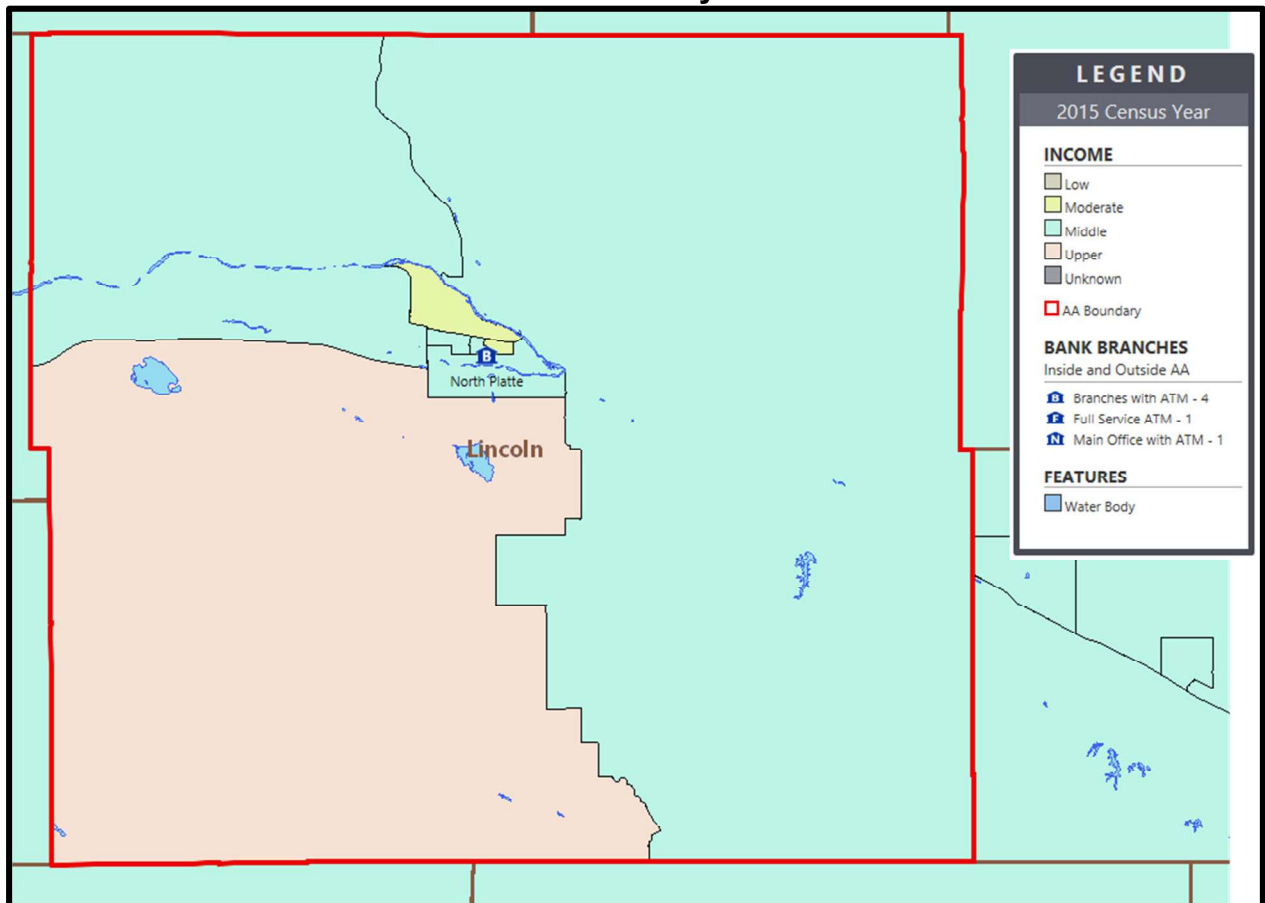 North Platte
Lincoln
LEGEND
2015 Census Year
INCOME
Low
Moderate
Middle
Upper
Unknown
AA Boundary
BANK BRANCHES
Inside and Outside AA
B Branches with ATM - 4
F Full Service ATM - 1
N Main Office with ATM - 1
FEATURES
Water Body
B